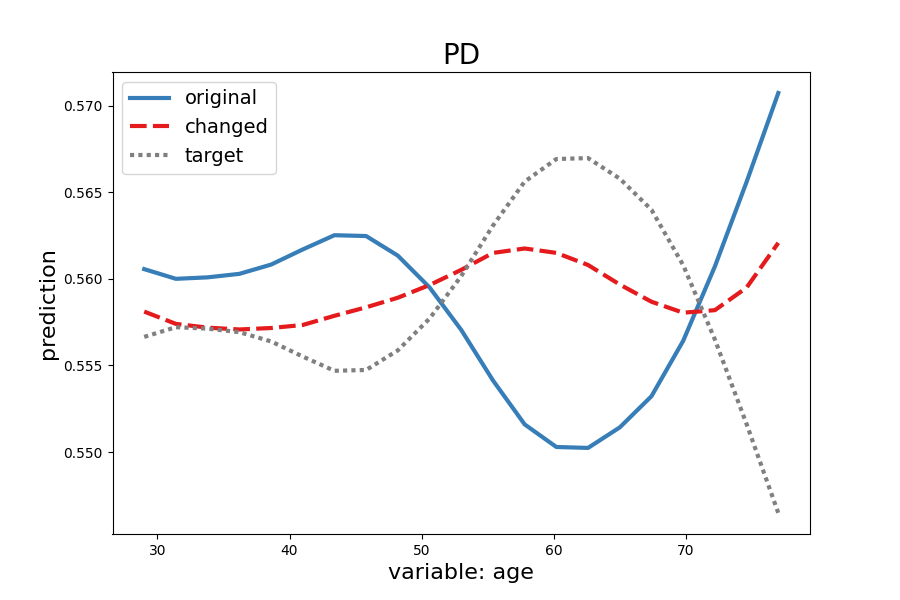 PD
original
changed
target
0.570
0.565
0.560
0.555
0.550
prediction
30 40 50 60 70
variable: age